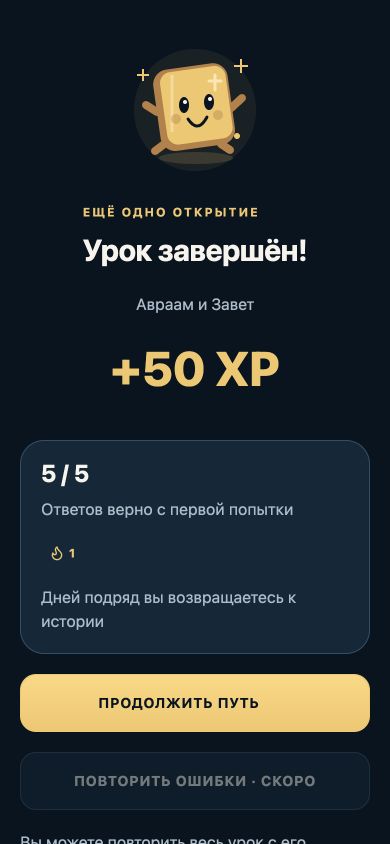 ЕЩЁ ОДНО ОТКРЫТИЕ
Урок завершён!
Авраам и Завет
+50 XP
5 / 5
Ответов верно с первой попытки
1
Дней подряд вы возвращаетесь к
истории
ПРОДОЛЖИТЬ ПУТЬ
ПОВТОРИТЬ ОШИБКИ · СКОРО
Вы можете повторить весь урок с его